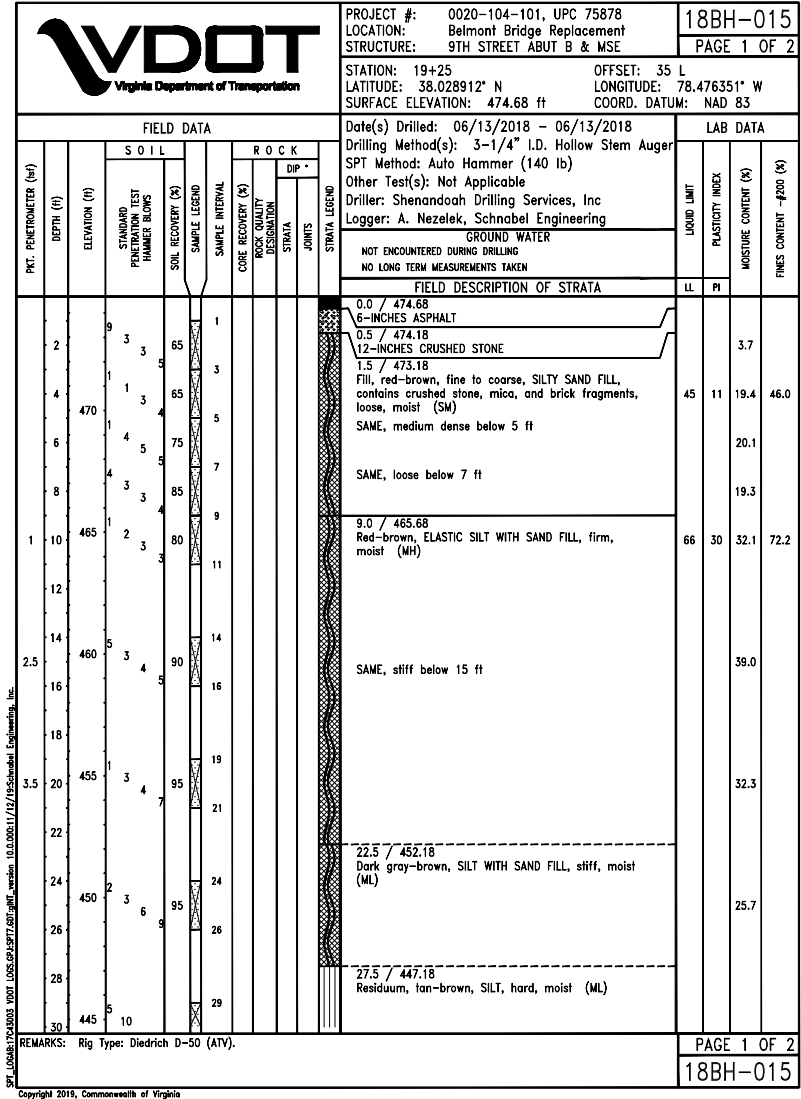 VDOT
Virginia Department of Transportation
PROJECT #: 0020-104-101, UPC 75878
LOCATION: Belmont Bridge Replacement
STRUCTURE: 9TH STREET ABUT B & MSE
18BH-015
PAGE 1 OF 2
STATION: 19+25 OFFSET: 35 L
LATITUDE: 38.028912° N LONGITUDE: 78.476351° W
SURFACE ELEVATION: 474.68 ft COORD. DATUM: NAD 83
FIELD DATA
SOIL
ROCK
DIP °
PKT. PENETROMETER (tsf)
DEPTH (ft)
ELEVATION (ft)
STANDARD PENETRATION TEST HAMMER BLOWS
SOIL RECOVERY (%)
SAMPLE LEGEND
SAMPLE INTERVAL
CORE RECOVERY (%)
ROCK QUALITY DESIGNATION
STRATA
JOINTS
STRATA LEGEND
Date(s) Drilled: 06/13/2018 - 06/13/2018
Drilling Method(s): 3-1/4" I.D. Hollow Stem Auger
SPT Method: Auto Hammer (140 lb)
Other Test(s): Not Applicable
Driller: Shenandoah Drilling Services, Inc
Logger: A. Nezelek, Schnabel Engineering
GROUND WATER
NOT ENCOUNTERED DURING DRILLING
NO LONG TERM MEASUREMENTS TAKEN
FIELD DESCRIPTION OF STRATA
LAB DATA
LIQUID LIMIT
PLASTICITY INDEX
MOISTURE CONTENT (%)
FINES CONTENT -#200 (%)
LL PI
0.0 / 474.68
6-INCHES ASPHALT
1
9 3 3 5
0.5 / 474.18
2 65 12-INCHES CRUSHED STONE 3.7
1.5 / 473.18
3
Fill, red-brown, fine to coarse, SILTY SAND FILL,
4 1 1 3 4 65 contains crushed stone, mica, and brick fragments, 45 11 19.4 46.0
470 loose, moist (SM)
5
SAME, medium dense below 5 ft
6 1 4 5 5 75 20.1
7
SAME, loose below 7 ft
8 4 3 3 4 85 19.3
9
9.0 / 465.68
465
1 10 1 2 3 3 80 Red-brown, ELASTIC SILT WITH SAND FILL, firm, 66 30 32.1 72.2
moist (MH)
11
12
14 14
460
2.5 5 3 4 5 90 SAME, stiff below 15 ft 39.0
16 16
18
19
455
3.5 20 1 3 4 7 95 32.3
21
22
22.5 / 452.18
Dark gray-brown, SILT WITH SAND FILL, stiff, moist
24 24 (ML)
450 2 3 6 9 95 25.7
26 26
27.5 / 447.18
28 Residuum, tan-brown, SILT, hard, moist (ML)
29
445 5 10
30
REMARKS: Rig Type: Diedrich D-50 (ATV).
PAGE 1 OF 2
18BH-015
Copyright 2019, Commonwealth of Virginia
SPT_LOGAB:17C43003 VDOT LOGS.GPJ:SPT7.GDT:gINT_version 10.0.000:11/12/19:Schnabel Engineering, Inc.